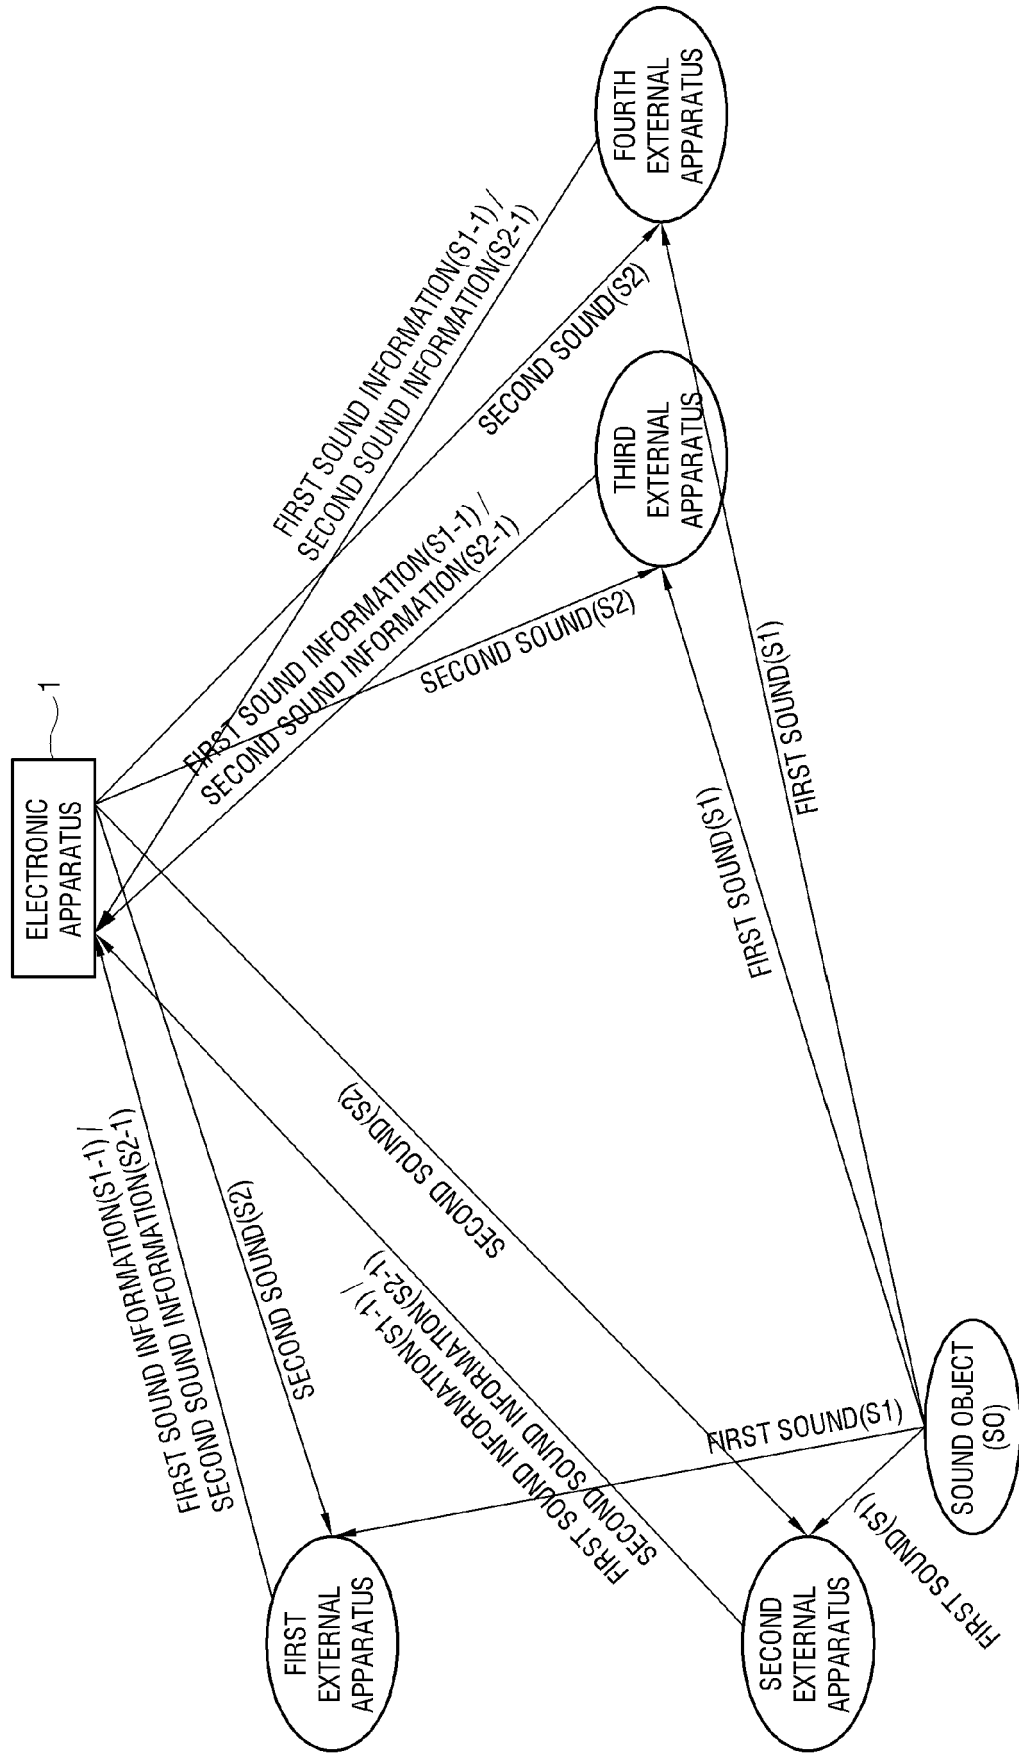 1
ELECTRONIC
APPARATUS
FIRST SOUND INFORMATION(S1-1) /
SECOND SOUND INFORMATION(S2-1)
SECOND SOUND(S2)
FIRST
EXTERNAL
APPARATUS
SECOND SOUND(S2)
FIRST SOUND INFORMATION(S1-1) /
SECOND SOUND INFORMATION(S2-1)
SECOND
EXTERNAL
APPARATUS
FIRST SOUND INFORMATION(S1-1) /
SECOND SOUND INFORMATION(S2-1)
SECOND SOUND(S2)
THIRD
EXTERNAL
APPARATUS
FIRST SOUND INFORMATION(S1-1) /
SECOND SOUND INFORMATION(S2-1)
SECOND SOUND(S2)
FOURTH
EXTERNAL
APPARATUS
FIRST SOUND(S1)
FIRST SOUND(S1)
FIRST SOUND(S1)
FIRST SOUND(S1)
SOUND OBJECT
(SO)